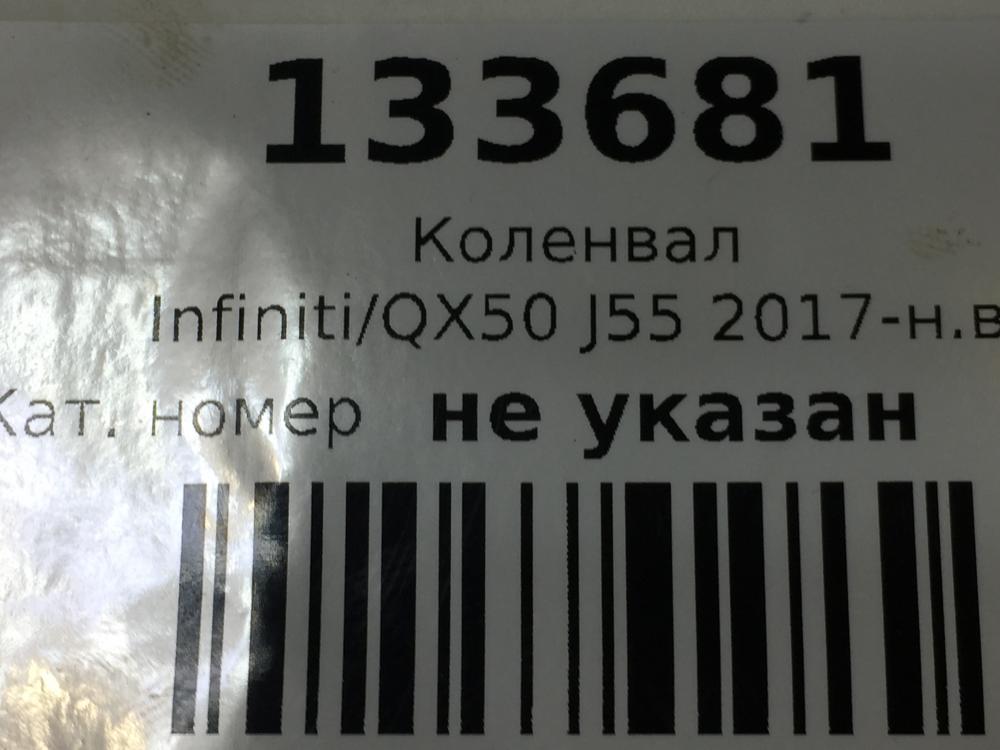 133681
Коленвал
Infiniti/QX50 J55 2017-н.в
Кат. номер не указан